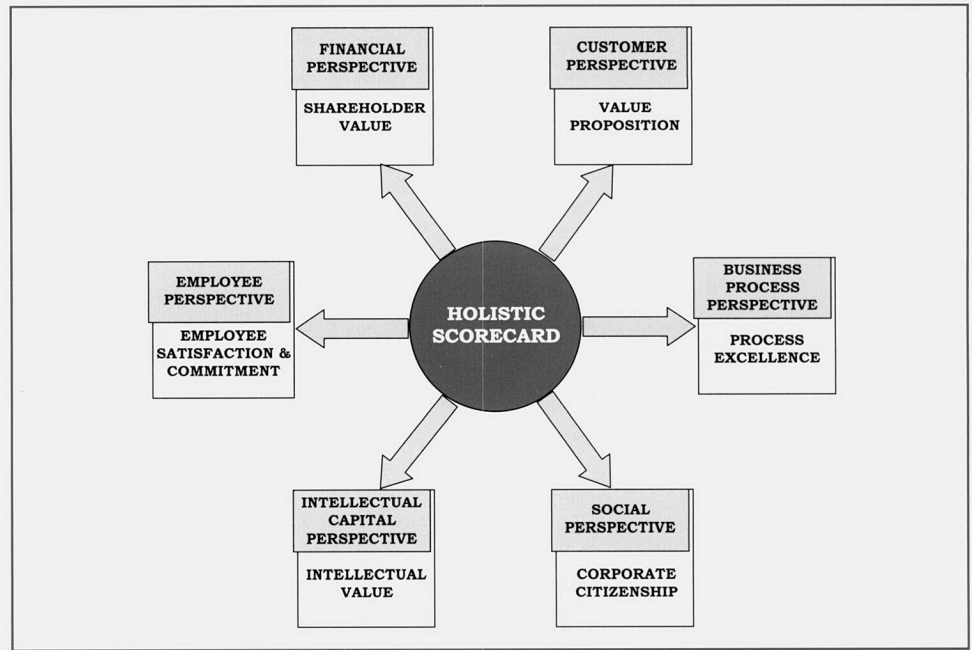 FINANCIAL
PERSPECTIVE
SHAREHOLDER
VALUE
CUSTOMER
PERSPECTIVE
VALUE
PROPOSITION
EMPLOYEE
PERSPECTIVE
EMPLOYEE
SATISFACTION &
COMMITMENT
HOLISTIC
SCORECARD
BUSINESS
PROCESS
PERSPECTIVE
PROCESS
EXCELLENCE
INTELLECTUAL
CAPITAL
PERSPECTIVE
INTELLECTUAL
VALUE
SOCIAL
PERSPECTIVE
CORPORATE
CITIZENSHIP